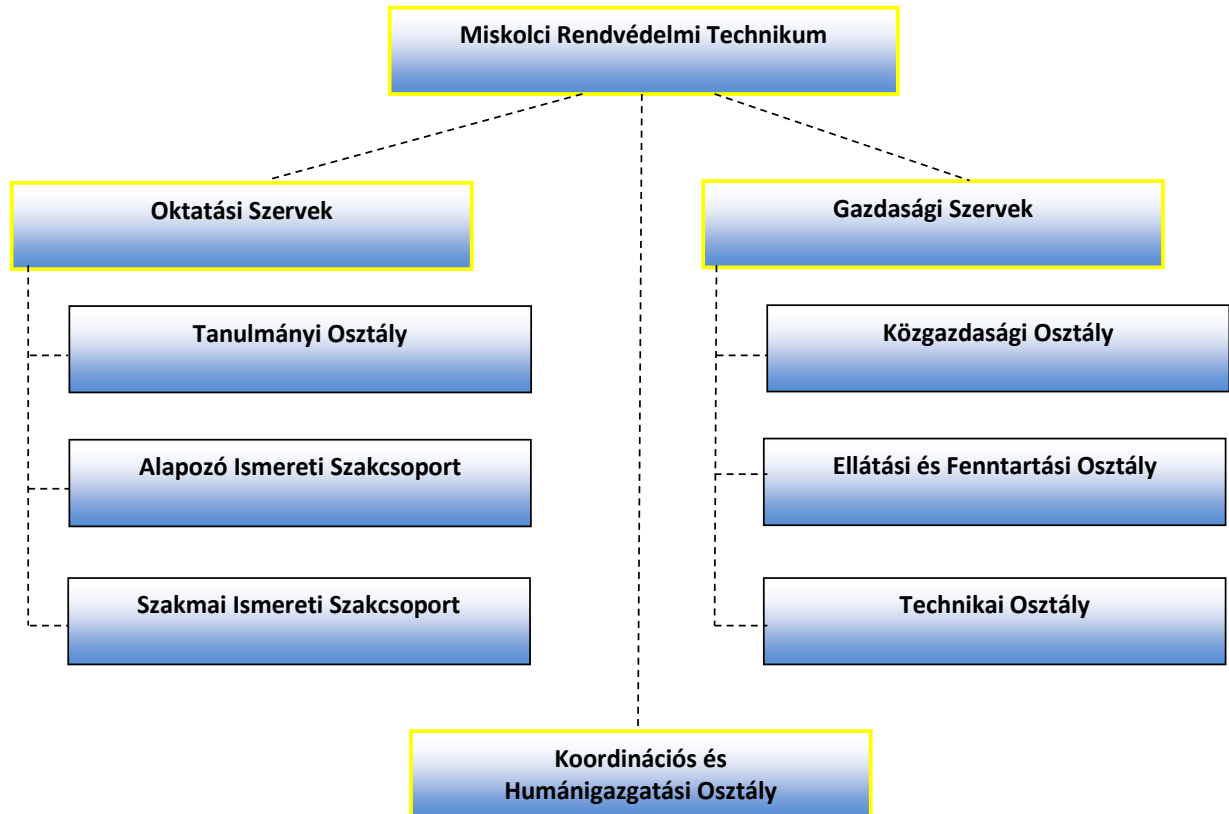 Miskolci Rendvédelmi Technikum
Oktatási Szervek
Gazdasági Szervek
Tanulmányi Osztály
Közgazdasági Osztály
Alapozó Ismereti Szakcsoport
Ellátási és Fenntartási Osztály
Szakmai Ismereti Szakcsoport
Technikai Osztály
Koordinációs és
Humánigazgatási Osztály